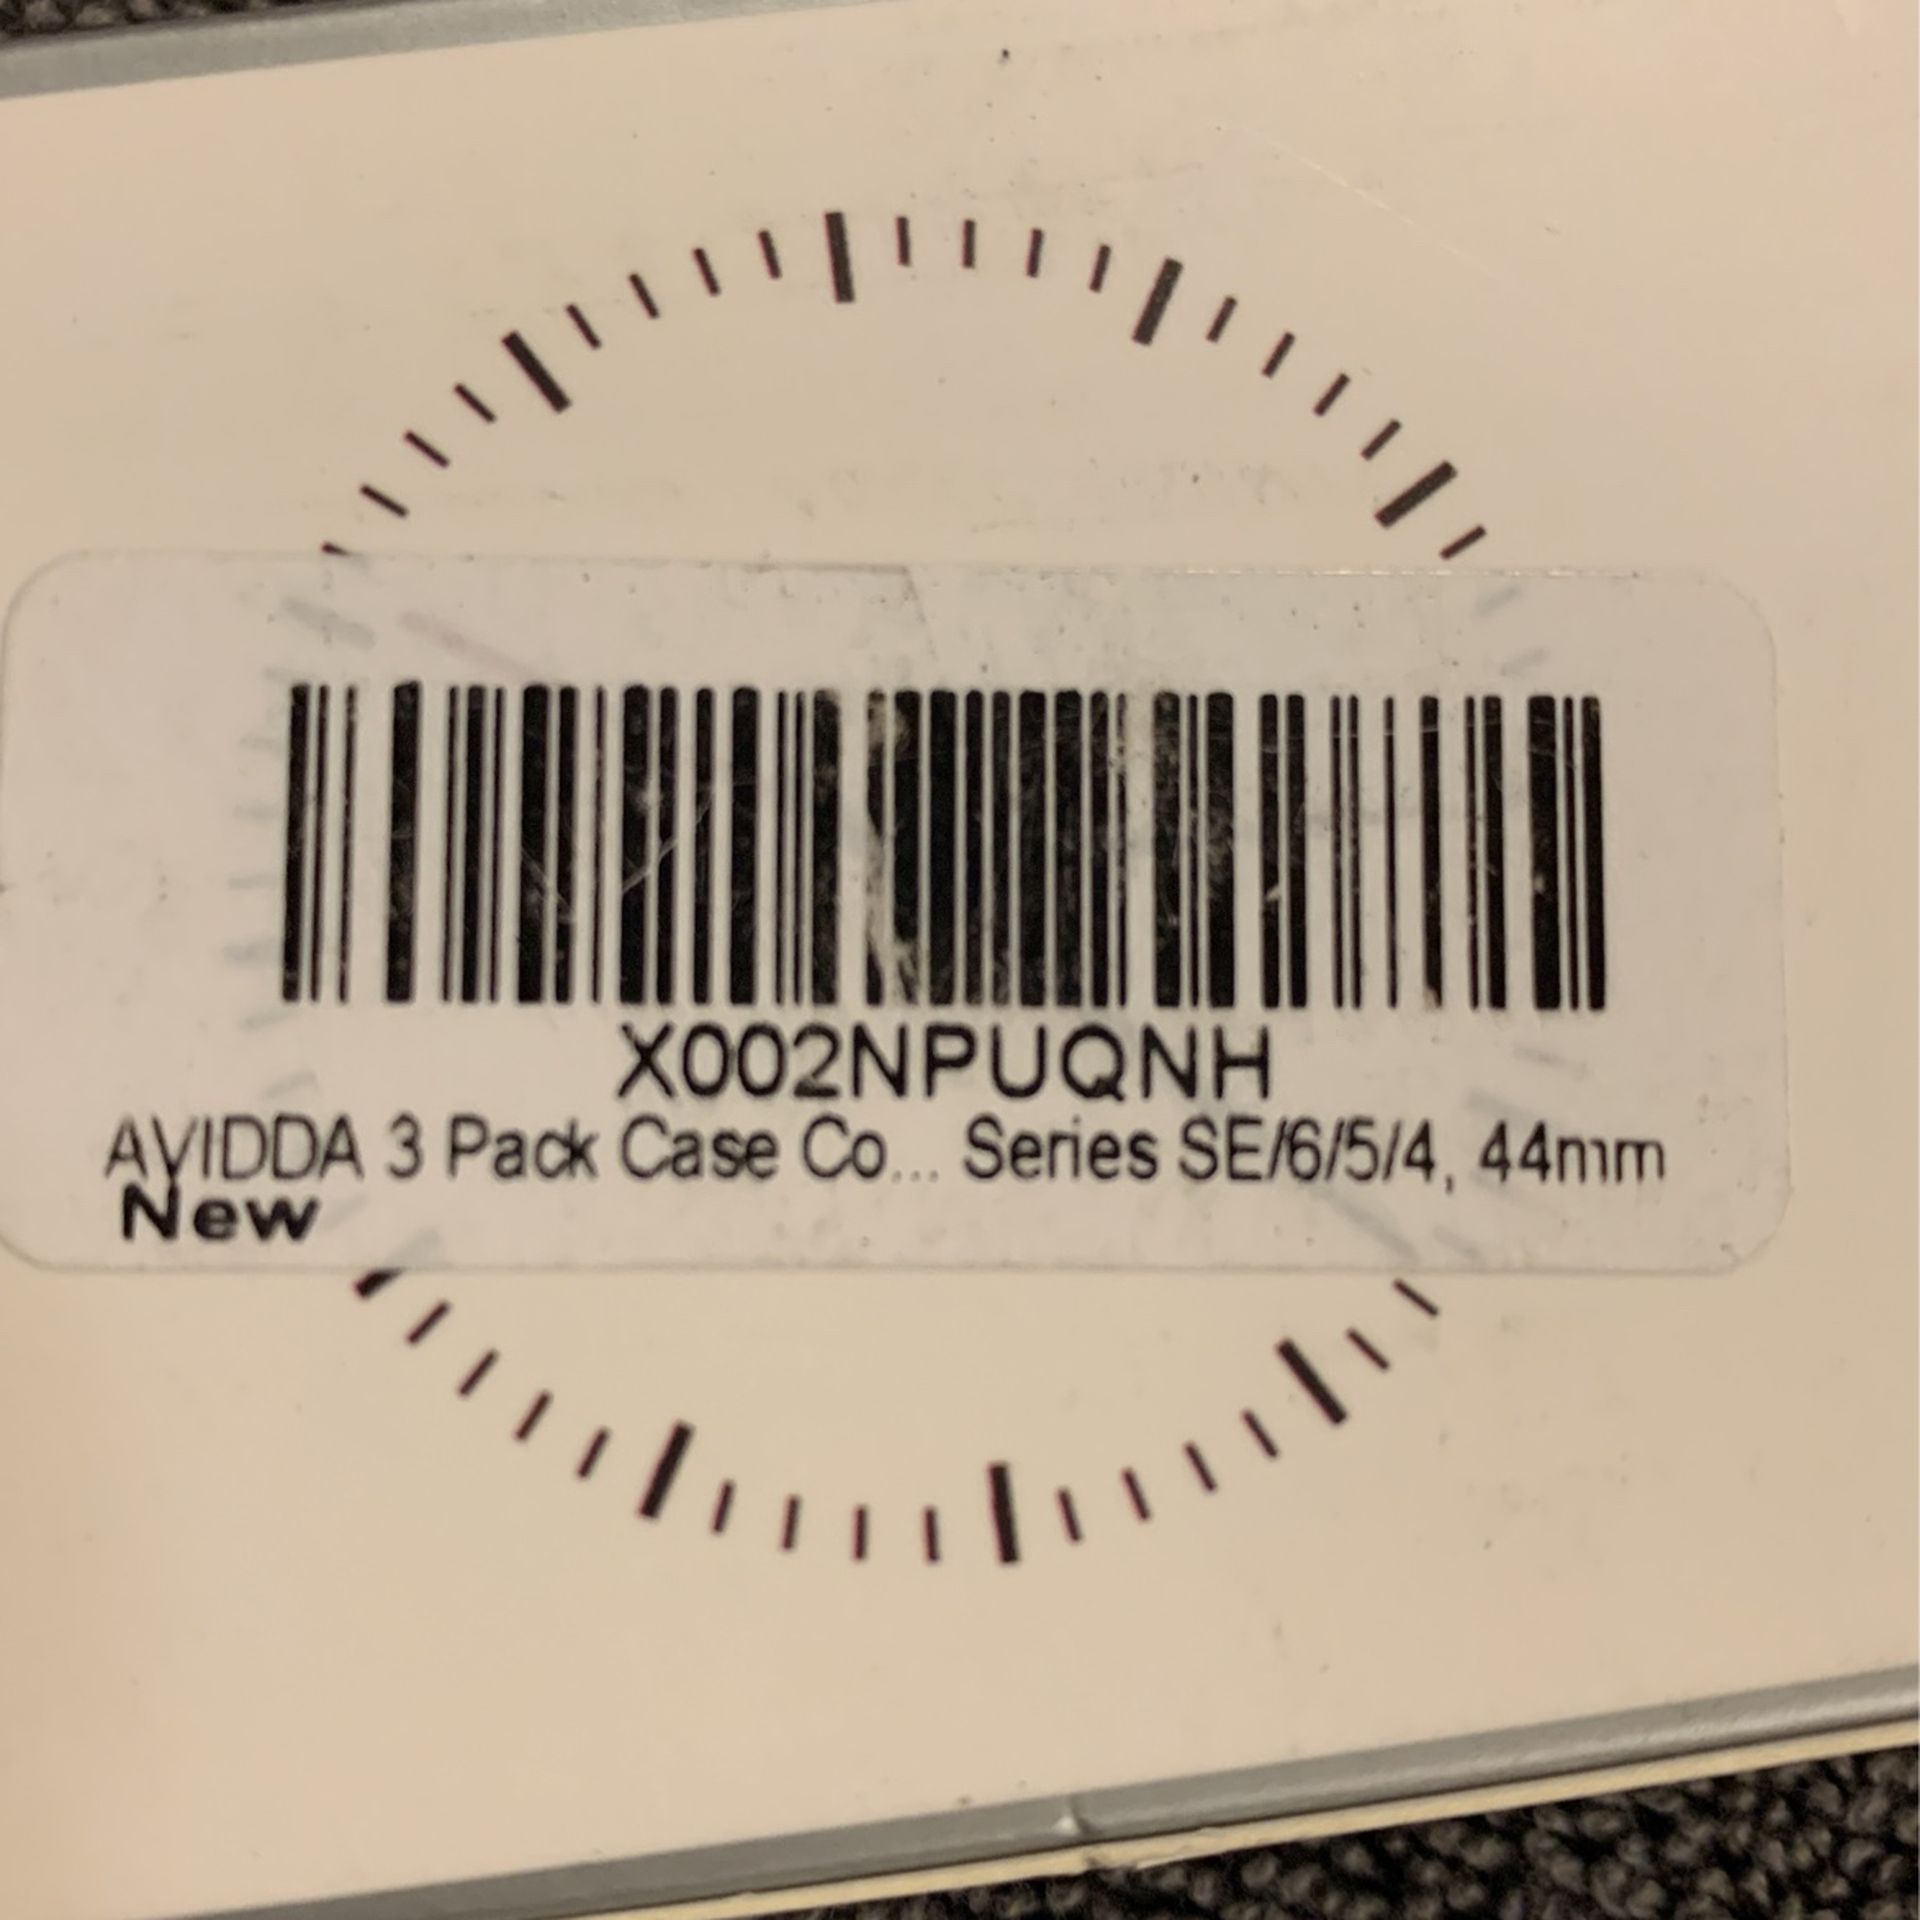 X002NPUQNH
AVIDDA 3 Pack Case Co... Series SE/6/5/4, 44mm
New